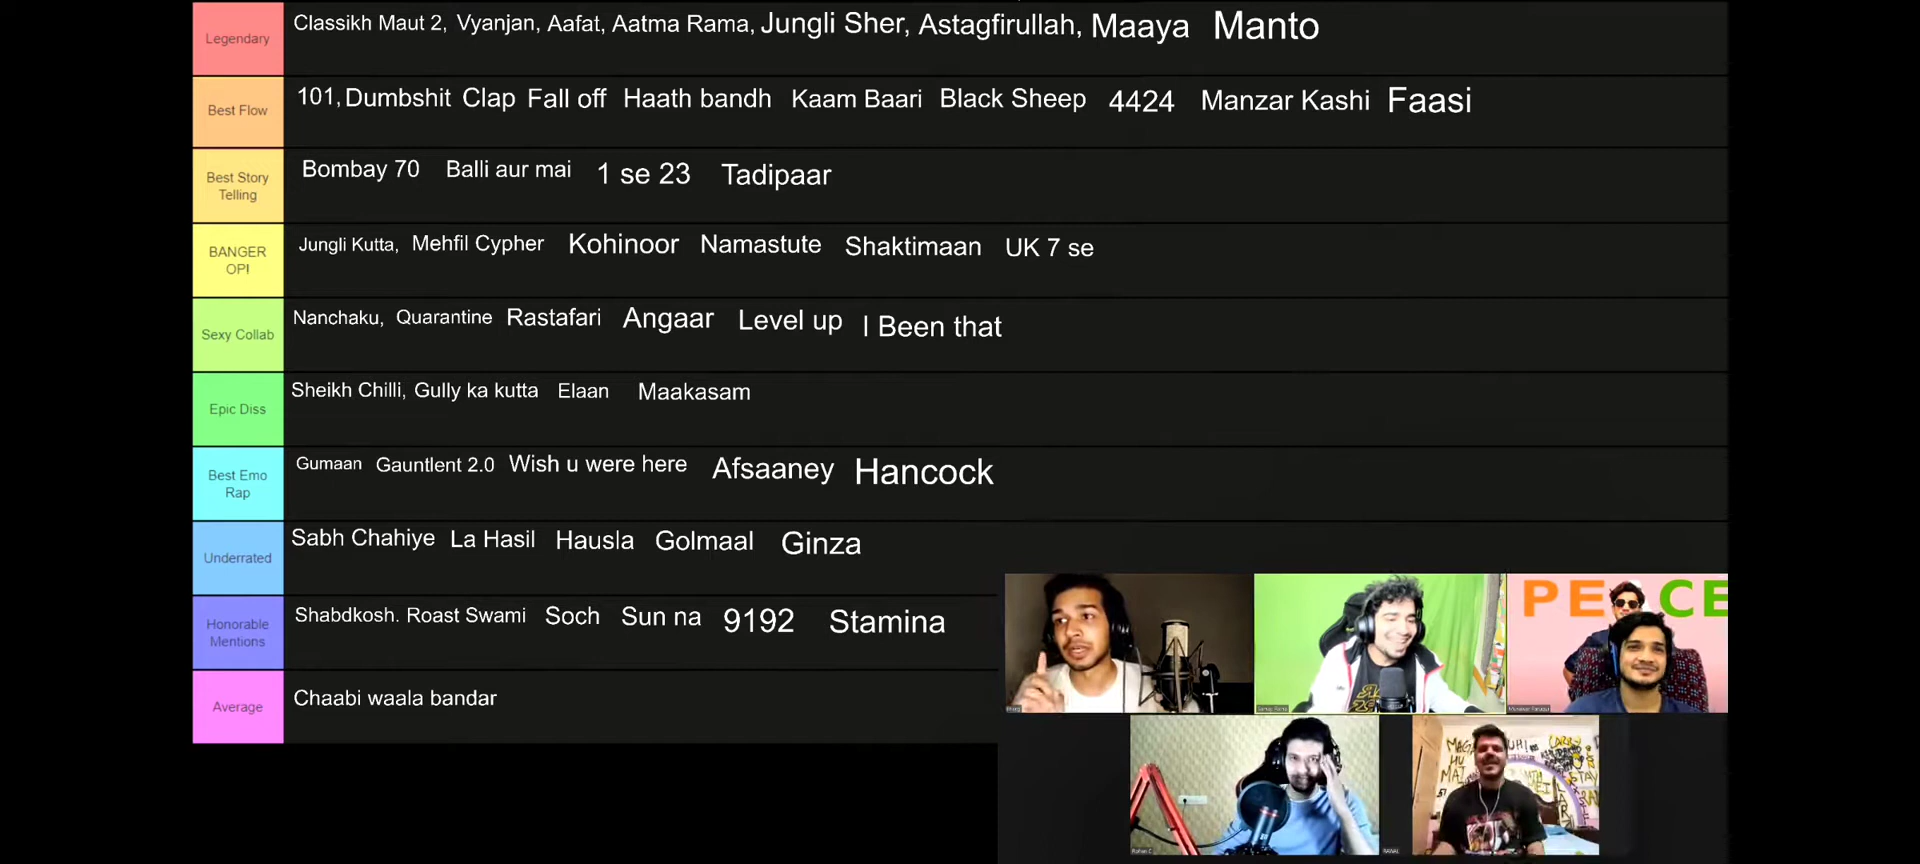 Legendary
Classikh Maut 2, Vyanjan, Aafat, Aatma Rama, Jungli Sher, Astagfirullah, Maaya Manto
Best Flow
101, Dumbshit Clap Fall off Haath bandh Kaam Baari Black Sheep 4424 Manzar Kashi Faasi
Best Story
Telling
Bombay 70 Balli aur mai 1 se 23 Tadipaar
BANGER
OP!
Jungli Kutta, Mehfil Cypher Kohinoor Namastute Shaktimaan UK 7 se
Sexy Collab
Nanchaku, Quarantine Rastafari Angaar Level up I Been that
Epic Diss
Sheikh Chilli, Gully ka kutta Elaan Maakasam
Best Emo
Rap
Gumaan Gauntlent 2.0 Wish u were here Afsaaney Hancock
Underrated
Sabh Chahiye La Hasil Hausla Golmaal Ginza
Honorable
Mentions
Shabdkosh. Roast Swami Soch Sun na 9192 Stamina
Average
Chaabi waala bandar
PE CE
Munawar Faruqui
Rohan C